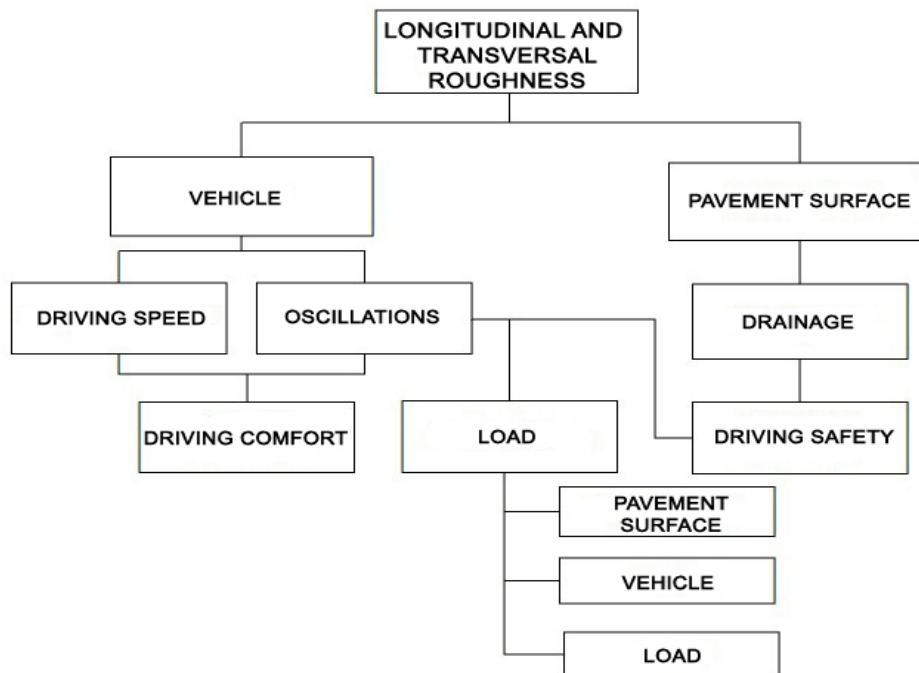 LONGITUDINAL AND
TRANSVERSAL
ROUGHNESS
VEHICLE
PAVEMENT SURFACE
DRIVING SPEED
OSCILLATIONS
DRAINAGE
DRIVING COMFORT
LOAD
DRIVING SAFETY
PAVEMENT
SURFACE
VEHICLE
LOAD